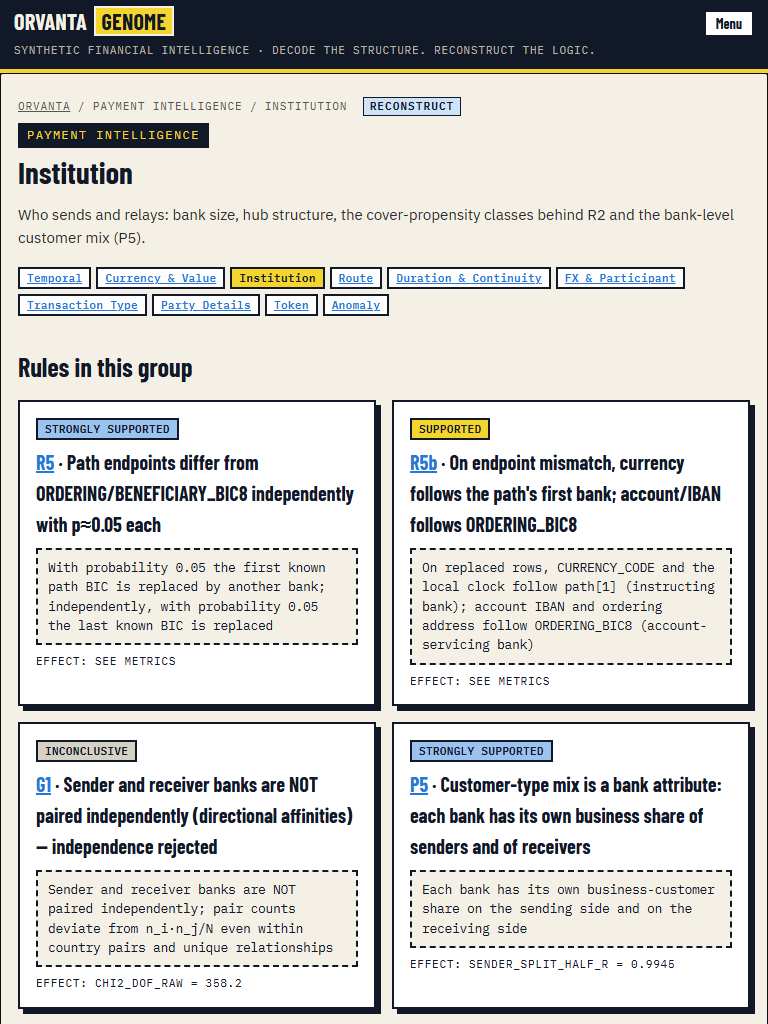 ORVANTA GENOME
Menu
SYNTHETIC FINANCIAL INTELLIGENCE · DECODE THE STRUCTURE. RECONSTRUCT THE LOGIC.
ORVANTA / PAYMENT INTELLIGENCE / INSTITUTION RECONSTRUCT
PAYMENT INTELLIGENCE
Institution
Who sends and relays: bank size, hub structure, the cover-propensity classes behind R2 and the bank-level
customer mix (P5).
Temporal Currency & Value Institution Route Duration & Continuity FX & Participant
Transaction Type Party Details Token Anomaly
Rules in this group
STRONGLY SUPPORTED
R5 · Path endpoints differ from
ORDERING/BENEFICIARY_BIC8 independently
with p≈0.05 each
With probability 0.05 the first known
path BIC is replaced by another bank;
independently, with probability 0.05
the last known BIC is replaced
EFFECT: SEE METRICS
SUPPORTED
R5b · On endpoint mismatch, currency
follows the path's first bank; account/IBAN
follows ORDERING_BIC8
On replaced rows, CURRENCY_CODE and the
local clock follow path[1] (instructing
bank); account IBAN and ordering
address follow ORDERING_BIC8 (account-
servicing bank)
EFFECT: SEE METRICS
INCONCLUSIVE
G1 · Sender and receiver banks are NOT
paired independently (directional affinities)
— independence rejected
Sender and receiver banks are NOT
paired independently; pair counts
deviate from n_i·n_j/N even within
country pairs and unique relationships
EFFECT: CHI2_DOF_RAW = 358.2
STRONGLY SUPPORTED
P5 · Customer-type mix is a bank attribute:
each bank has its own business share of
senders and of receivers
Each bank has its own business-customer
share on the sending side and on the
receiving side
EFFECT: SENDER_SPLIT_HALF_R = 0.9945